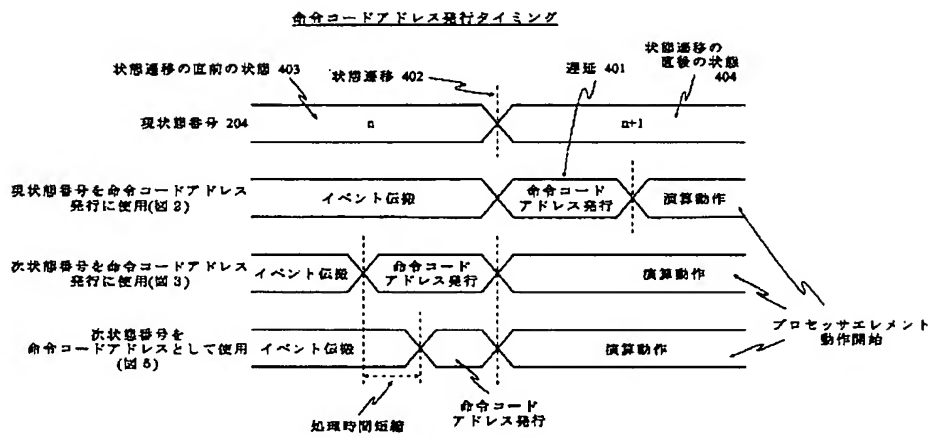 命令コードアドレス発行タイミング
状態遷移の直前の状態 403
状態遷移 402
遅延 401
状態遷移の
直後の状態
404
現状態番号 204
n
n+1
現状態番号を命令コードアドレス
発行に使用(図2)
イベント伝搬
命令コード
アドレス発行
演算動作
次状態番号を命令コードアドレス
発行に使用(図3)
イベント伝搬
命令コード
アドレス発行
演算動作
次状態番号を
命令コードアドレスとして使用
(図5)
イベント伝搬
演算動作
プロセッサエレメント
動作開始
処理時間短縮
命令コード
アドレス発行